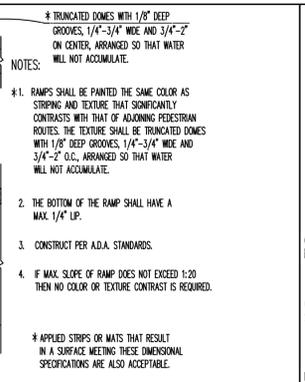 * TRUNCATED DOMES WITH 1/8" DEEP
GROOVES, 1/4"-3/4" WIDE AND 3/4"-2"
ON CENTER, ARRANGED SO THAT WATER
WILL NOT ACCUMULATE.
NOTES:
*1. RAMPS SHALL BE PAINTED THE SAME COLOR AS
STRIPING AND TEXTURE THAT SIGNIFICANTLY
CONTRASTS WITH THAT OF ADJOINING PEDESTRIAN
ROUTES. THE TEXTURE SHALL BE TRUNCATED DOMES
WITH 1/8" DEEP GROOVES, 1/4"-3/4" WIDE AND
3/4"-2" O.C., ARRANGED SO THAT WATER
WILL NOT ACCUMULATE.
2. THE BOTTOM OF THE RAMP SHALL HAVE A
MAX. 1/4" LIP.
3. CONSTRUCT PER A.D.A. STANDARDS.
4. IF MAX. SLOPE OF RAMP DOES NOT EXCEED 1:20
THEN NO COLOR OR TEXTURE CONTRAST IS REQUIRED.
* APPLIED STRIPS OR MATS THAT RESULT
IN A SURFACE MEETING THESE DIMENSIONAL
SPECIFICATIONS ARE ALSO ACCEPTABLE.